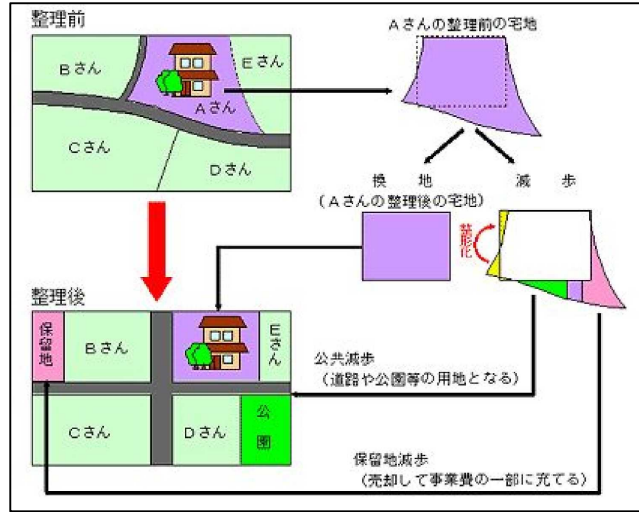 整理前
Aさんの整理前の宅地
Bさん
Eさん
Aさん
Cさん
Dさん
換　地
(Aさんの整理後の宅地)
減　歩
整形化
整理後
保留地
Bさん
Eさん
Cさん
Dさん
公園
公共減歩
(道路や公園等の用地となる)
保留地減歩
(売却して事業費の一部に充てる)